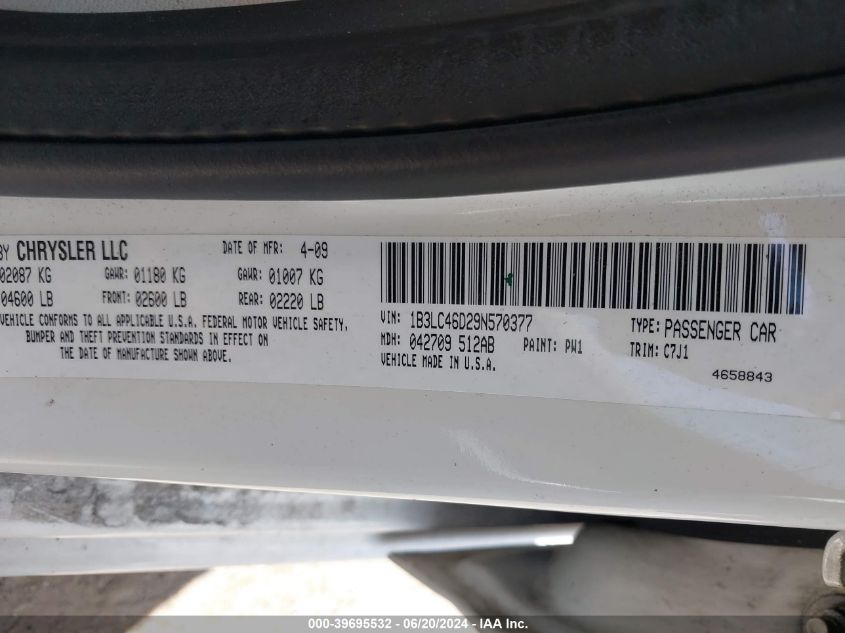 BY CHRYSLER LLC DATE OF MFR: 4-09
02087 KG GAWR: 01180 KG GAWR: 01007 KG
04600 LB FRONT: 02600 LB REAR: 02220 LB
VEHICLE CONFORMS TO ALL APPLICABLE U.S.A. FEDERAL MOTOR VEHICLE SAFETY,
BUMPER AND THEFT PREVENTION STANDARDS IN EFFECT ON
THE DATE OF MANUFACTURE SHOWN ABOVE.
VIN: 1B3LC46D29N570377 TYPE: PASSENGER CAR
MDH: 042709 512AB PAINT: PW1 TRIM: C7J1
VEHICLE MADE IN U.S.A.
4658843
000-39695532 - 06/20/2024 - IAA Inc.